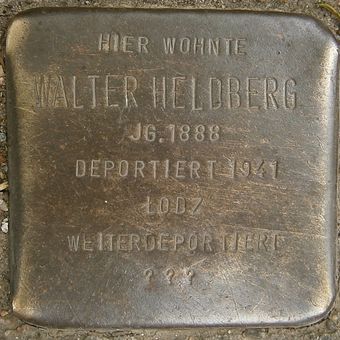 HIER WOHNTE
WALTER HELDBERG
JG. 1888
DEPORTIERT 1941
LODZ
WEITERDEPORTIERT
???